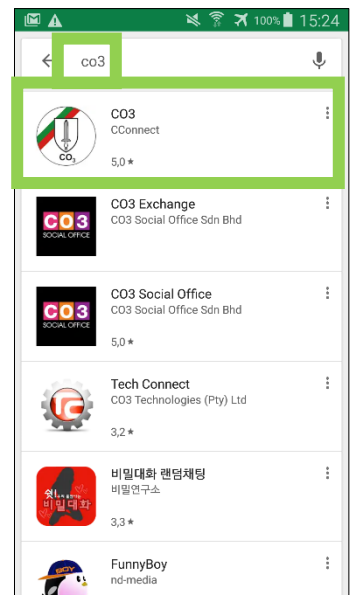 100% 15:24
co3
CO3
CConnect
5,0 ★
CO3
CO3 Exchange
CO3 Social Office Sdn Bhd
CO3
SOCIAL OFFICE
CO3 Social Office
CO3 Social Office Sdn Bhd
5,0 ★
CO3
SOCIAL OFFICE
Tech Connect
CO3 Technologies (Pty) Ltd
3,2 ★
비밀대화 랜덤채팅
비밀연구소
3,3 ★
쉿!
비밀대화
FunnyBoy
nd-media
BOY